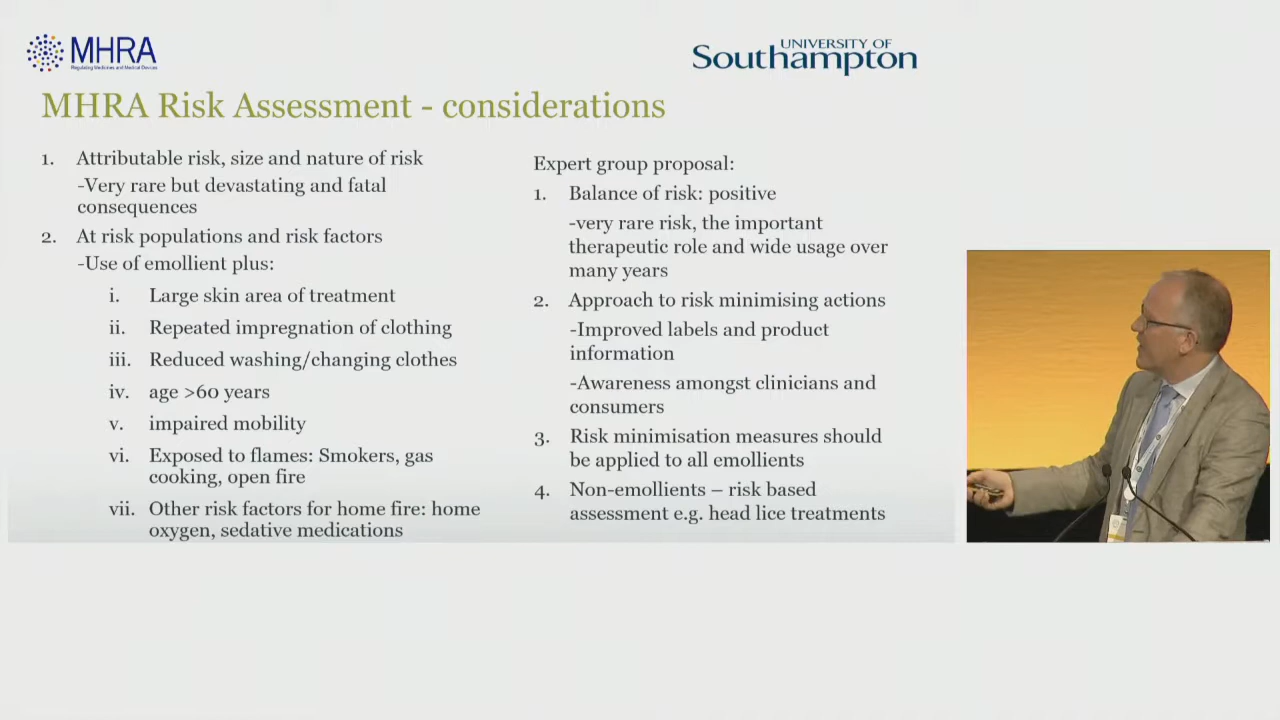 MHRA
Regulating Medicines and Medical Devices
UNIVERSITY OF
Southampton
MHRA Risk Assessment - considerations
1. Attributable risk, size and nature of risk
-Very rare but devastating and fatal
consequences
2. At risk populations and risk factors
-Use of emollient plus:
i. Large skin area of treatment
ii. Repeated impregnation of clothing
iii. Reduced washing/changing clothes
iv. age >60 years
v. impaired mobility
vi. Exposed to flames: Smokers, gas
cooking, open fire
vii. Other risk factors for home fire: home
oxygen, sedative medications
Expert group proposal:
1. Balance of risk: positive
-very rare risk, the important
therapeutic role and wide usage over
many years
2. Approach to risk minimising actions
-Improved labels and product
information
-Awareness amongst clinicians and
consumers
3. Risk minimisation measures should
be applied to all emollients
4. Non-emollients – risk based
assessment e.g. head lice treatments